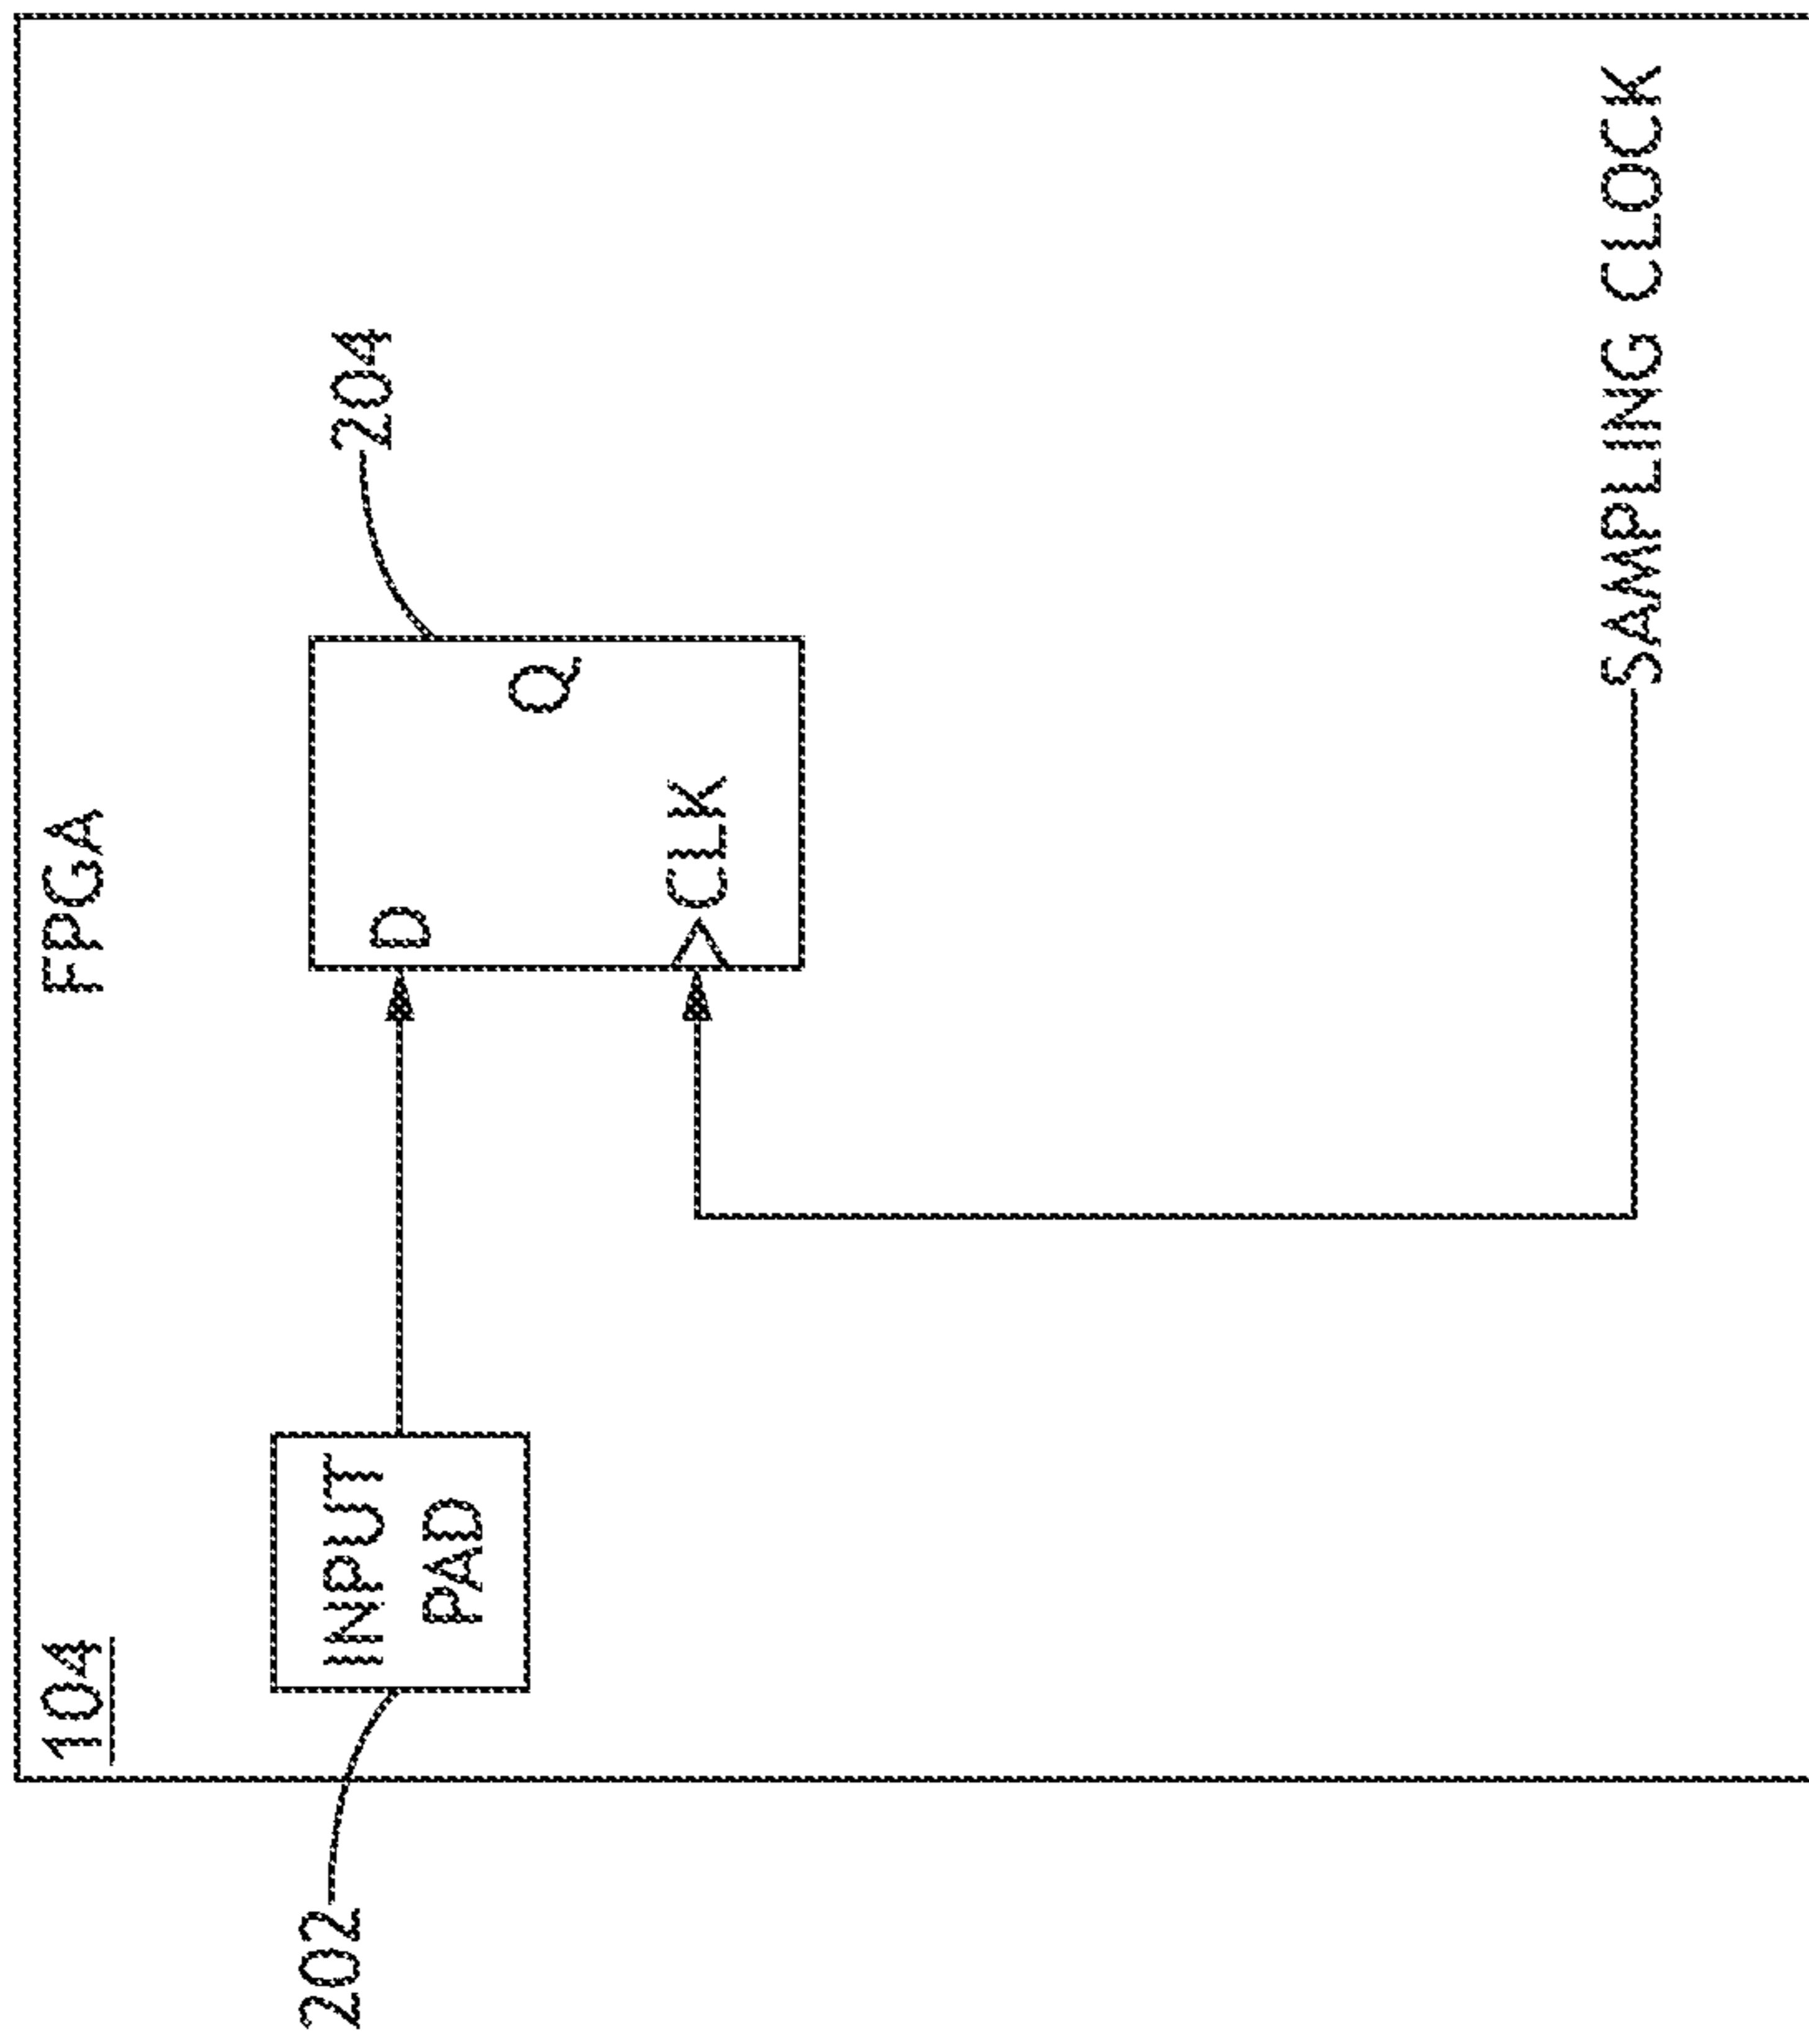 104
FPGA
204
202
INPUT
PAD
D
Q
CLK
SAMPLING CLOCK